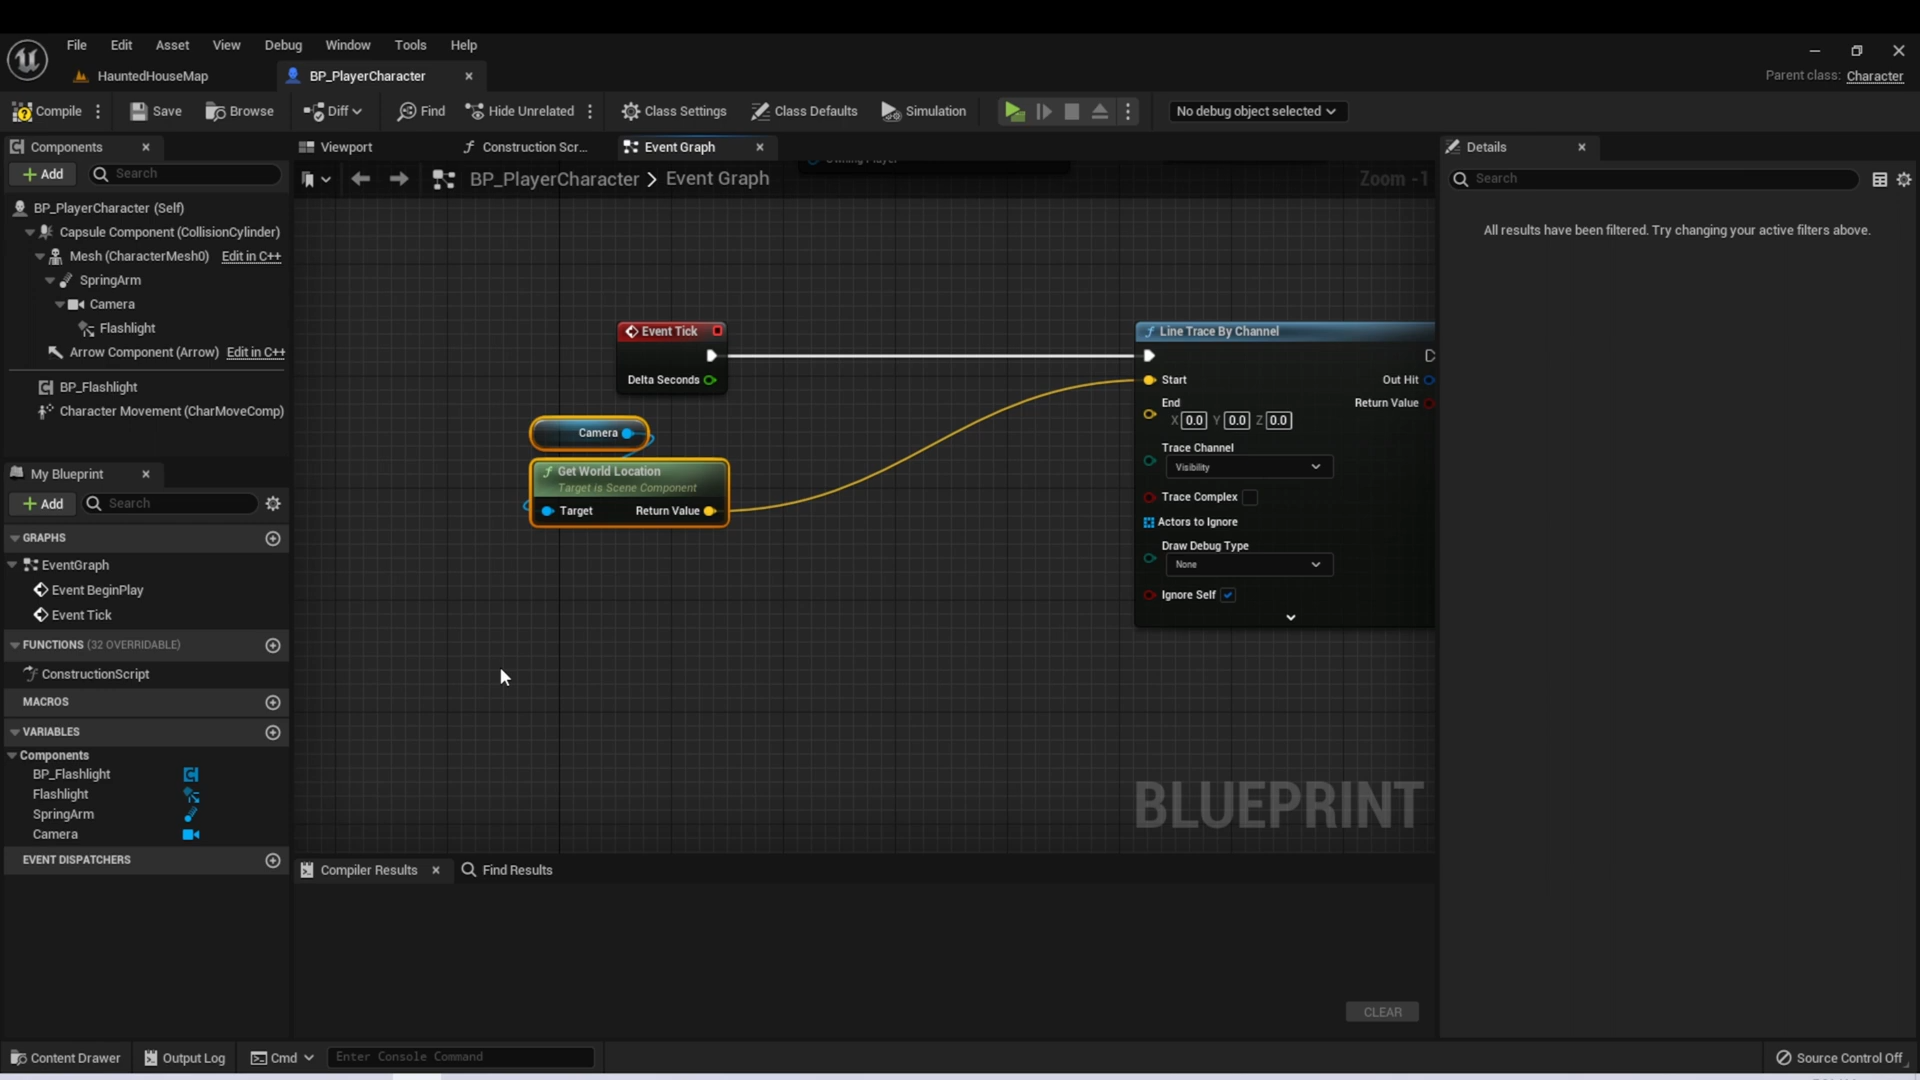 File Edit Asset View Debug Window Tools Help
HauntedHouseMap BP_PlayerCharacter
Parent class: Character
Compile Save Browse Diff Find Hide Unrelated Class Settings Class Defaults Simulation No debug object selected
Components
Add Search
BP_PlayerCharacter (Self)
Capsule Component (CollisionCylinder)
Mesh (CharacterMesh0) Edit in C++
SpringArm
Camera
Flashlight
Arrow Component (Arrow) Edit in C++
BP_Flashlight
Character Movement (CharMoveComp)
My Blueprint
Add Search
GRAPHS
EventGraph
Event BeginPlay
Event Tick
FUNCTIONS (32 OVERRIDABLE)
ConstructionScript
MACROS
VARIABLES
Components
BP_Flashlight
Flashlight
SpringArm
Camera
EVENT DISPATCHERS
Viewport Construction Scr... Event Graph
Owning Player
BP_PlayerCharacter > Event Graph Zoom -1
Event Tick
Delta Seconds
Camera
Get World Location
Target is Scene Component
Target Return Value
Line Trace By Channel
Start Out Hit
End Return Value
X 0.0 Y 0.0 Z 0.0
Trace Channel
Visibility
Trace Complex
Actors to Ignore
Draw Debug Type
None
Ignore Self
BLUEPRINT
Compiler Results Find Results
CLEAR
Details
Search
All results have been filtered. Try changing your active filters above.
Content Drawer Output Log Cmd Enter Console Command Source Control Off